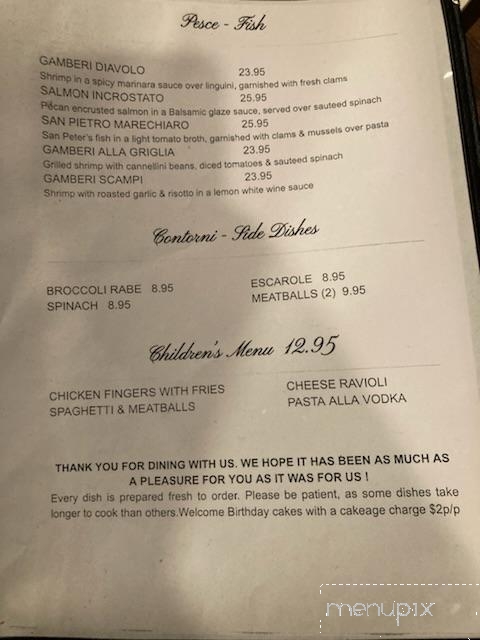 Pesce - Fish
GAMBERI DIAVOLO 23.95
Shrimp in a spicy marinara sauce over linguini, garnished with fresh clams
SALMON INCROSTATO 25.95
Pecan encrusted salmon in a Balsamic glaze sauce, served over sauteed spinach
SAN PIETRO MARECHIARO 25.95
San Peter's fish in a light tomato broth, garnished with clams & mussels over pasta
GAMBERI ALLA GRIGLIA 23.95
Grilled shrimp with cannellini beans, diced tomatoes & sauteed spinach
GAMBERI SCAMPI 23.95
Shrimp with roasted garlic & risotto in a lemon white wine sauce
Contorni - Side Dishes
BROCCOLI RABE 8.95
SPINACH 8.95
ESCAROLE 8.95
MEATBALLS (2) 9.95
Children's Menu 12.95
CHICKEN FINGERS WITH FRIES
SPAGHETTI & MEATBALLS
CHEESE RAVIOLI
PASTA ALLA VODKA
THANK YOU FOR DINING WITH US. WE HOPE IT HAS BEEN AS MUCH AS
A PLEASURE FOR YOU AS IT WAS FOR US !
Every dish is prepared fresh to order. Please be patient, as some dishes take
longer to cook than others.Welcome Birthday cakes with a cakeage charge $2p/p
menupix